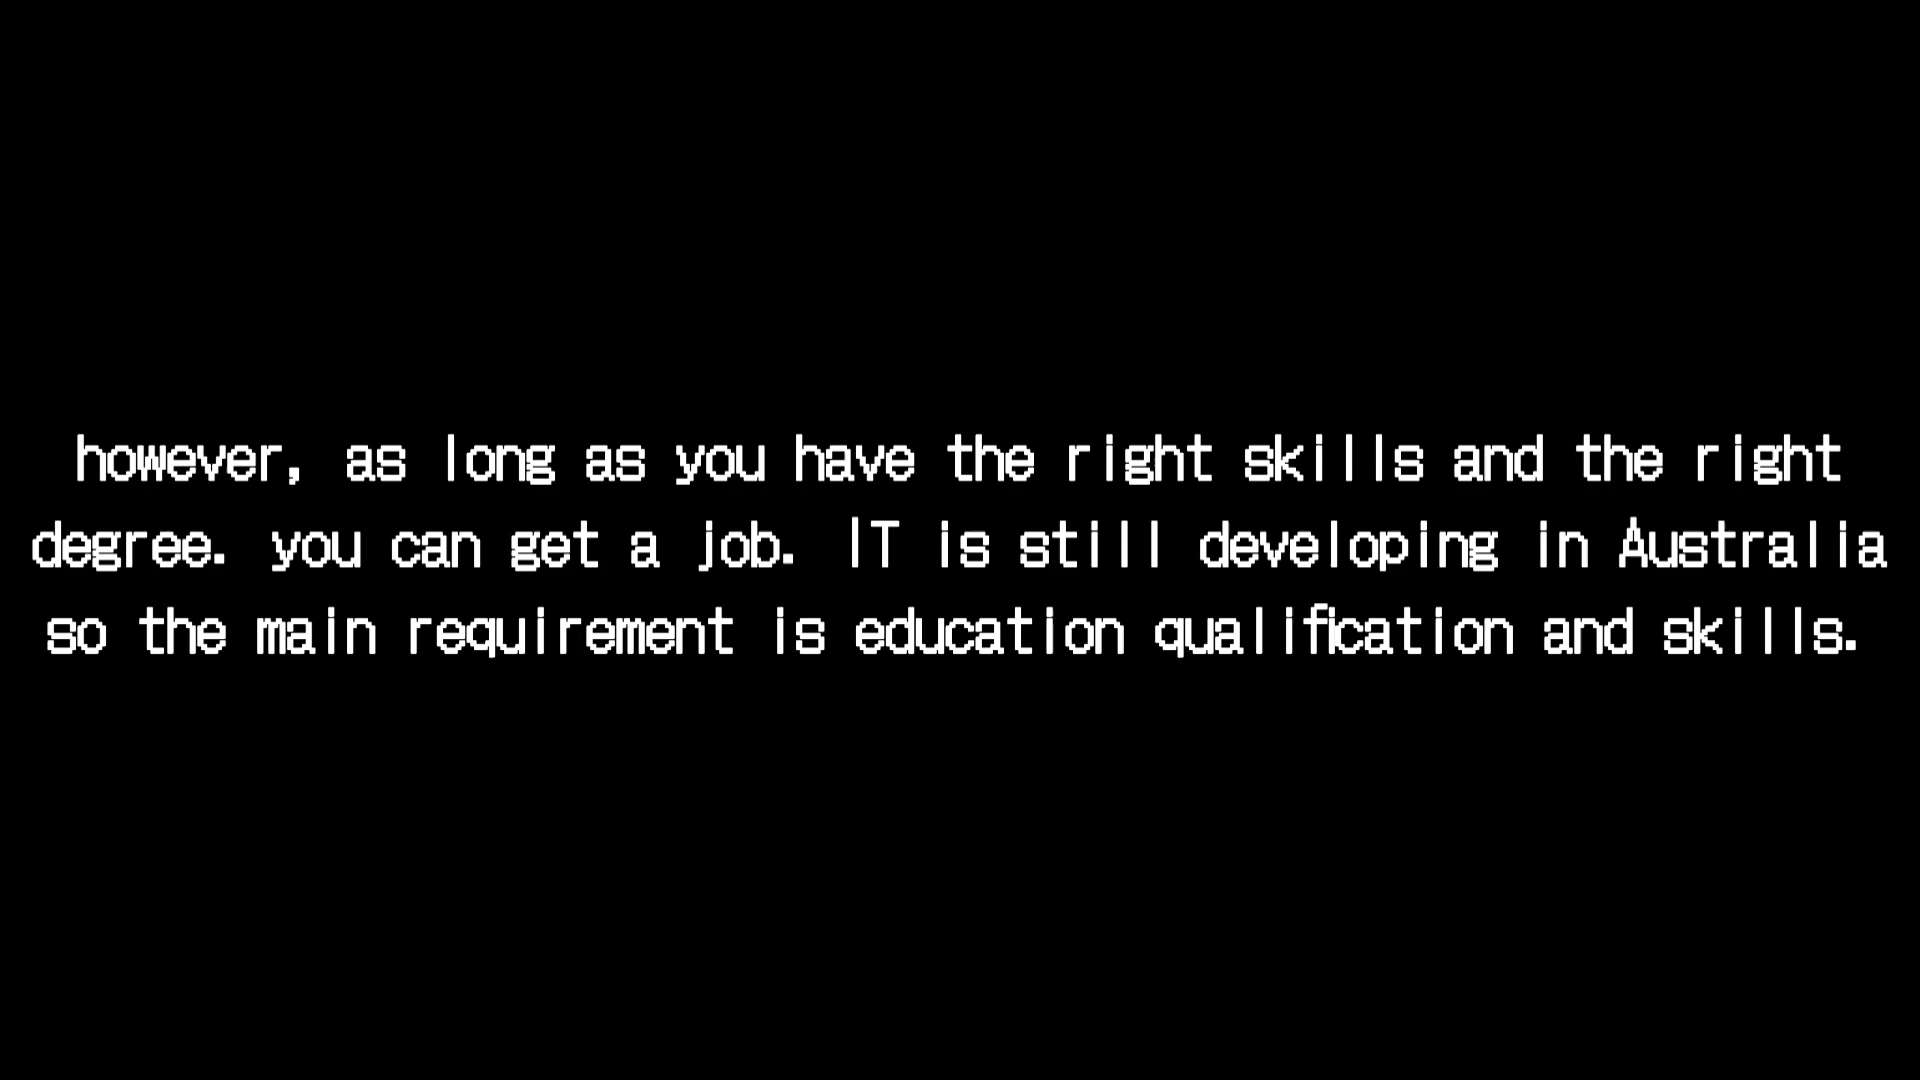 however, as long as you have the right skills and the right
degree. you can get a job. IT is still developing in Australia
so the main requirement is education qualification and skills.